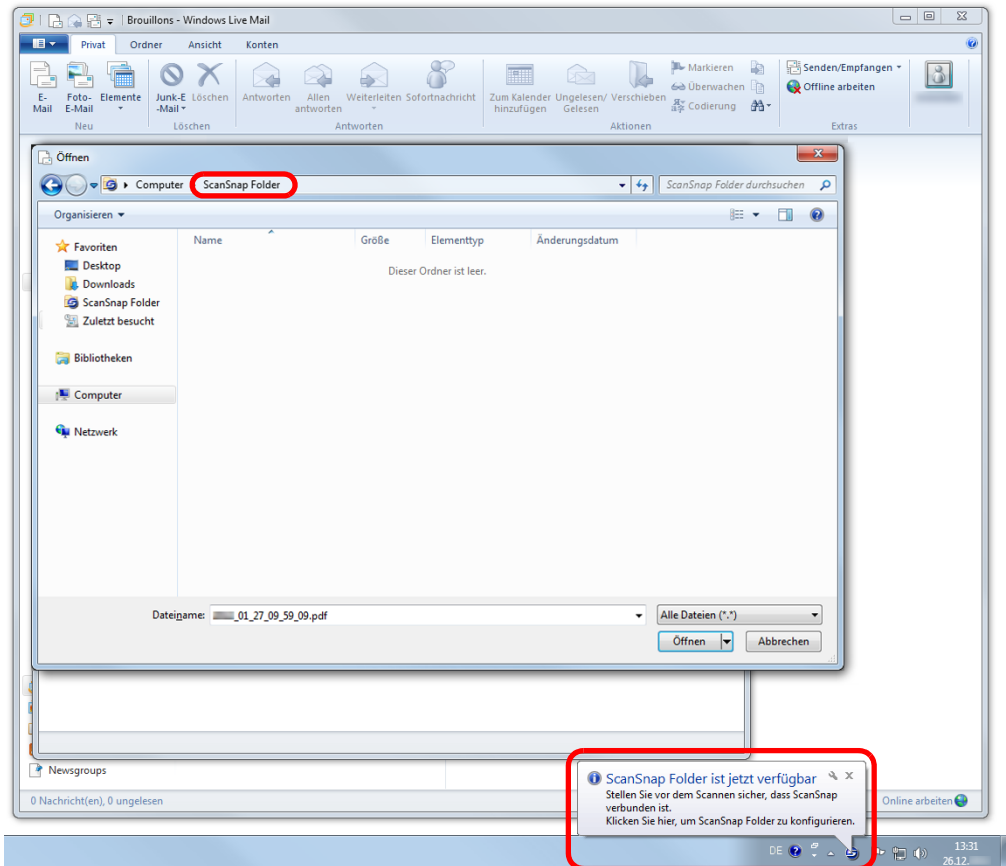 Brouillons - Windows Live Mail
Privat Ordner Ansicht Konten
E-Mail
Foto-E-Mail
Elemente
Junk-E-Mail
Löschen
Antworten
Allen antworten
Weiterleiten
Sofortnachricht
Zum Kalender hinzufügen
Ungelesen/Gelesen
Verschieben
Markieren
Überwachen
Codierung
Senden/Empfangen
Offline arbeiten
Neu Löschen Antworten Aktionen Extras
Öffnen
Computer ScanSnap Folder
ScanSnap Folder durchsuchen
Organisieren
Name Größe Elementtyp Änderungsdatum
Dieser Ordner ist leer.
Favoriten
Desktop
Downloads
ScanSnap Folder
Zuletzt besucht
Bibliotheken
Computer
Netzwerk
Dateiname: _01_27_09_59_09.pdf
Alle Dateien (*.*)
Öffnen Abbrechen
Newsgroups
0 Nachricht(en), 0 ungelesen
ScanSnap Folder ist jetzt verfügbar
Stellen Sie vor dem Scannen sicher, dass ScanSnap
verbunden ist.
Klicken Sie hier, um ScanSnap Folder zu konfigurieren.
Online arbeiten
DE
13:31
26.12.